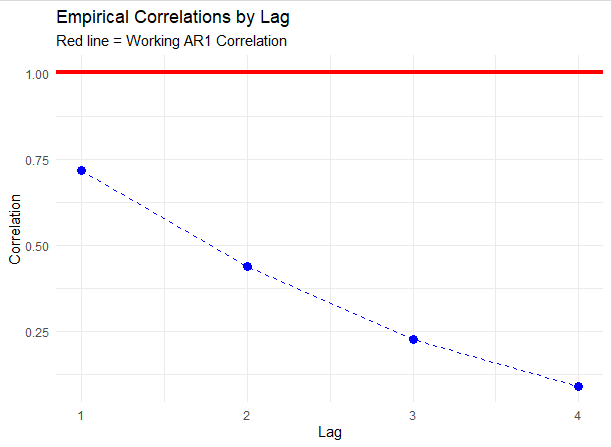 Empirical Correlations by Lag
Red line = Working AR1 Correlation
1.00
0.75
0.50
0.25
Correlation
1 2 3 4
Lag